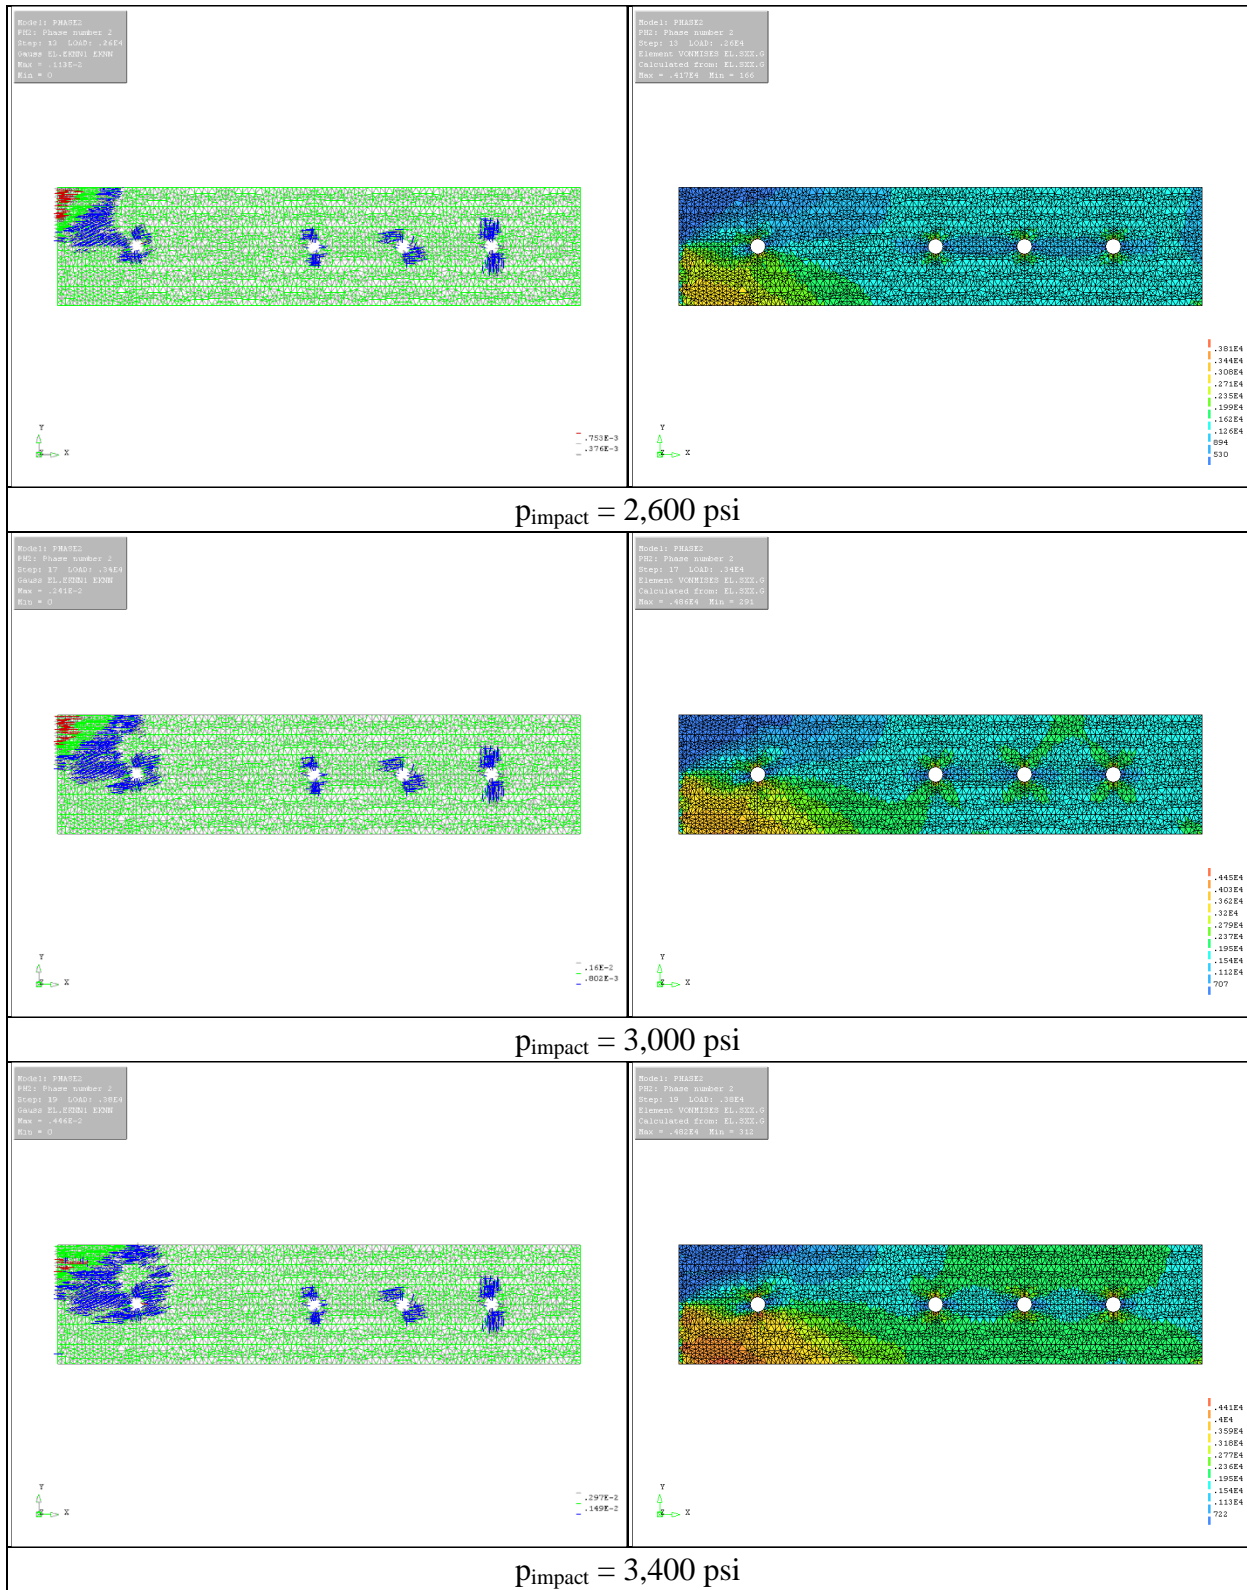 Model: PHASE2
PH2: Phase number 2
Step: 13 LOAD: .26E4
Gauss EL.EKNN1 EKNN
Max = .113E-2
Min = 0
Model: PHASE2
PH2: Phase number 2
Step: 13 LOAD: .26E4
Element VONMISES EL.SXX.G
Calculated from: EL.SXX.G
Max = .417E4 Min = 166
.381E4
.344E4
.308E4
.271E4
.235E4
.199E4
.162E4
.126E4
894
530
Y
Z X
.753E-3
.376E-3
Y
Z X
pimpact = 2,600 psi
Model: PHASE2
PH2: Phase number 2
Step: 17 LOAD: .34E4
Gauss EL.EKNN1 EKNN
Max = .241E-2
Min = 0
Model: PHASE2
PH2: Phase number 2
Step: 17 LOAD: .34E4
Element VONMISES EL.SXX.G
Calculated from: EL.SXX.G
Max = .486E4 Min = 291
.445E4
.403E4
.362E4
.32E4
.279E4
.237E4
.195E4
.154E4
.112E4
707
Y
Z X
.16E-2
.802E-3
Y
Z X
pimpact = 3,000 psi
Model: PHASE2
PH2: Phase number 2
Step: 19 LOAD: .38E4
Gauss EL.EKNN1 EKNN
Max = .446E-2
Min = 0
Model: PHASE2
PH2: Phase number 2
Step: 19 LOAD: .38E4
Element VONMISES EL.SXX.G
Calculated from: EL.SXX.G
Max = .482E4 Min = 312
.441E4
.4E4
.359E4
.318E4
.277E4
.236E4
.195E4
.154E4
.113E4
722
Y
Z X
.297E-2
.149E-2
Y
Z X
pimpact = 3,400 psi